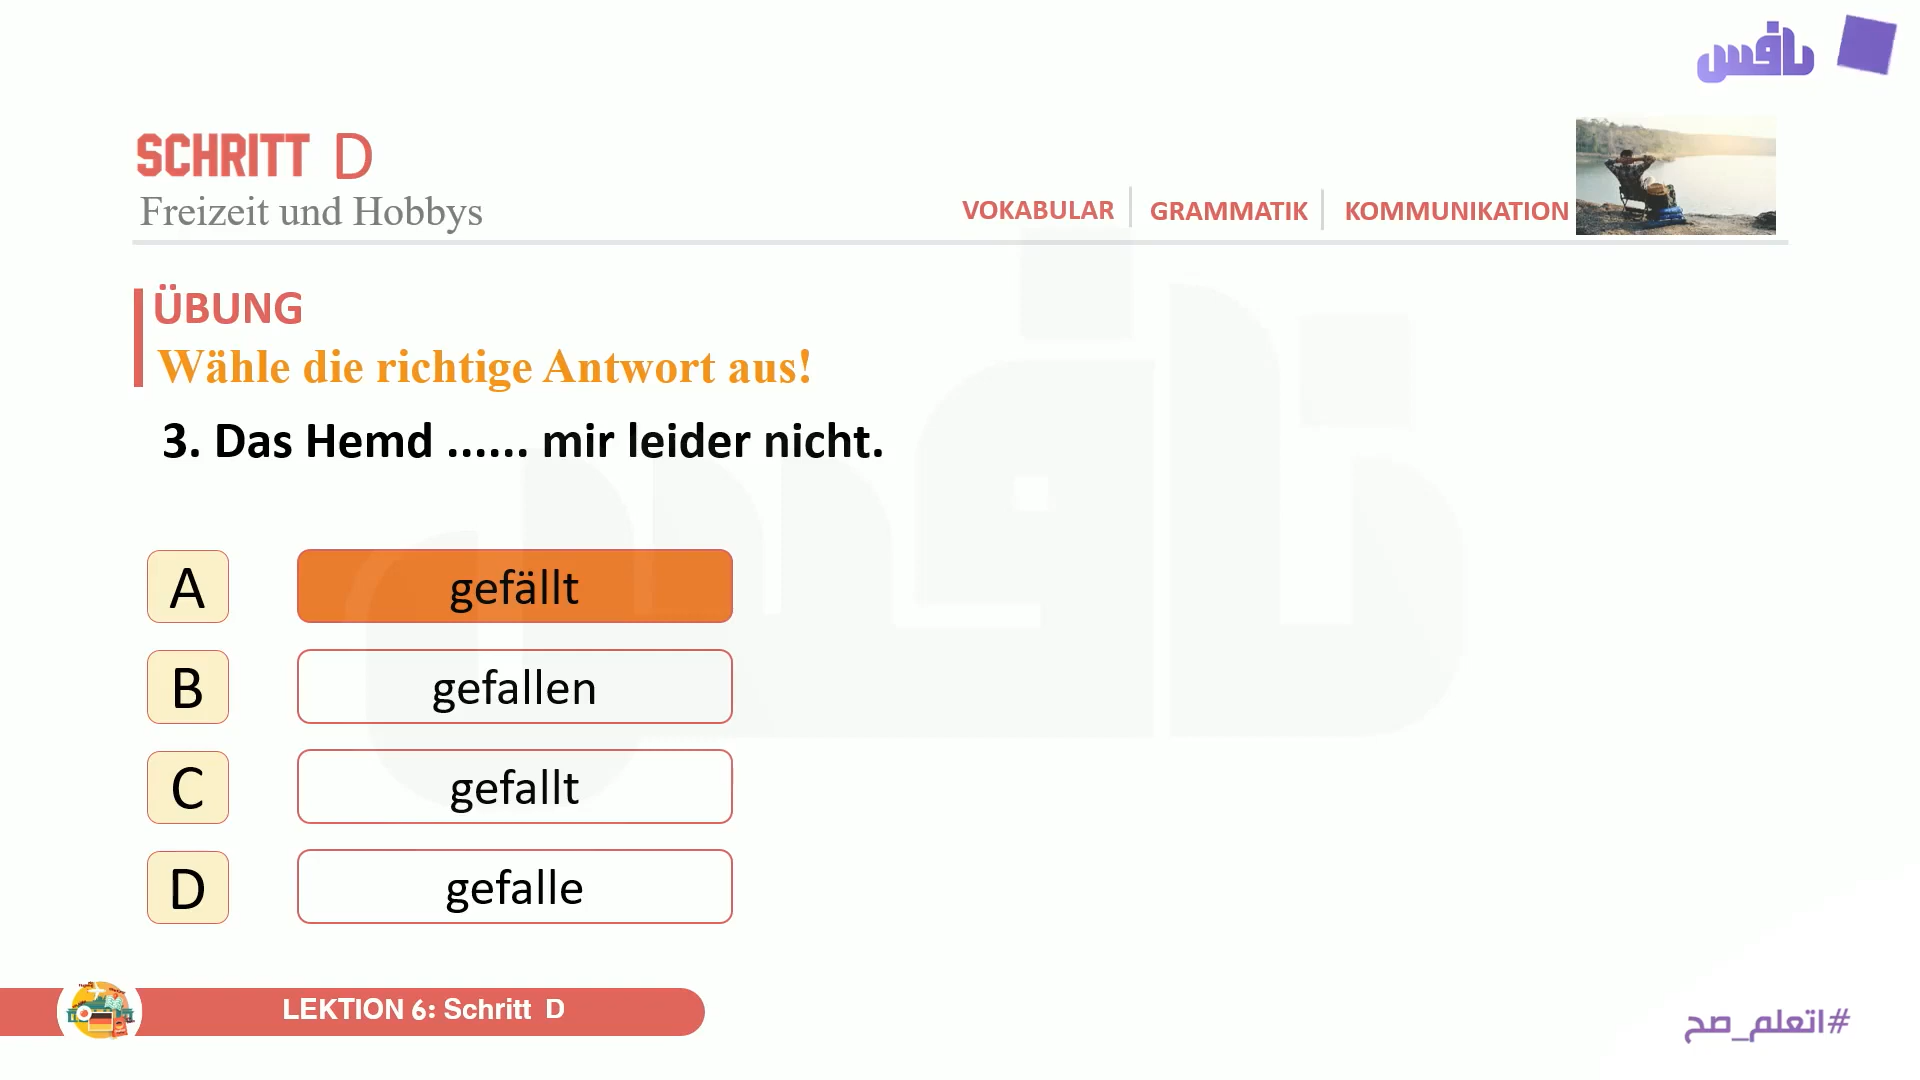 نافس
SCHRITT D
Freizeit und Hobbys
VOKABULAR
GRAMMATIK
KOMMUNIKATION
ÜBUNG
Wähle die richtige Antwort aus!
3. Das Hemd ...... mir leider nicht.
A
gefällt
B
gefallen
C
gefallt
D
gefalle
LEKTION 6: Schritt D
#اتعلم_صح